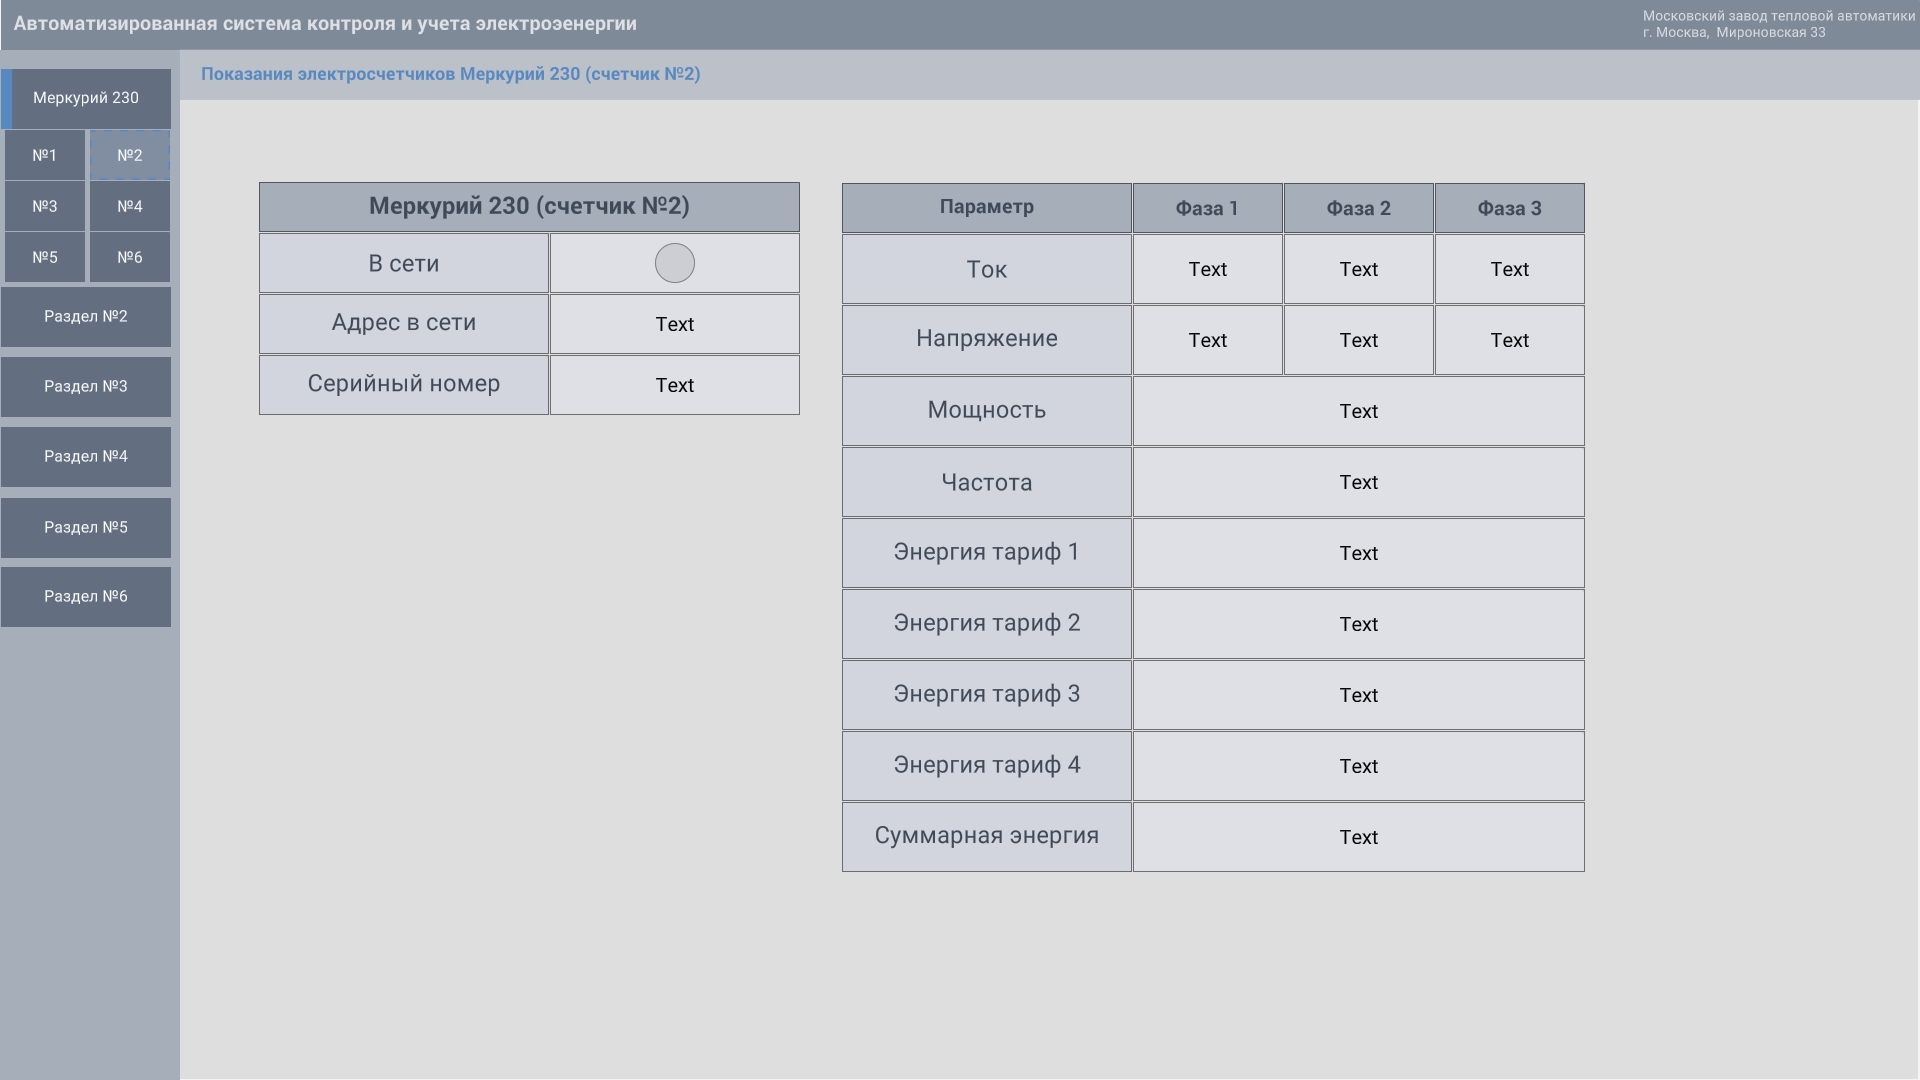 Автоматизированная система контроля и учета электроэенергии
Московский завод тепловой автоматики
г. Москва, Мироновская 33
Показания электросчетчиков Меркурий 230 (счетчик №2)
Меркурий 230
№1 №2
№3 №4
№5 №6
Раздел №2
Раздел №3
Раздел №4
Раздел №5
Раздел №6
Меркурий 230 (счетчик №2)
В сети
Адрес в сети Text
Серийный номер Text
Параметр Фаза 1 Фаза 2 Фаза 3
Ток Text Text Text
Напряжение Text Text Text
Мощность Text
Частота Text
Энергия тариф 1 Text
Энергия тариф 2 Text
Энергия тариф 3 Text
Энергия тариф 4 Text
Суммарная энергия Text